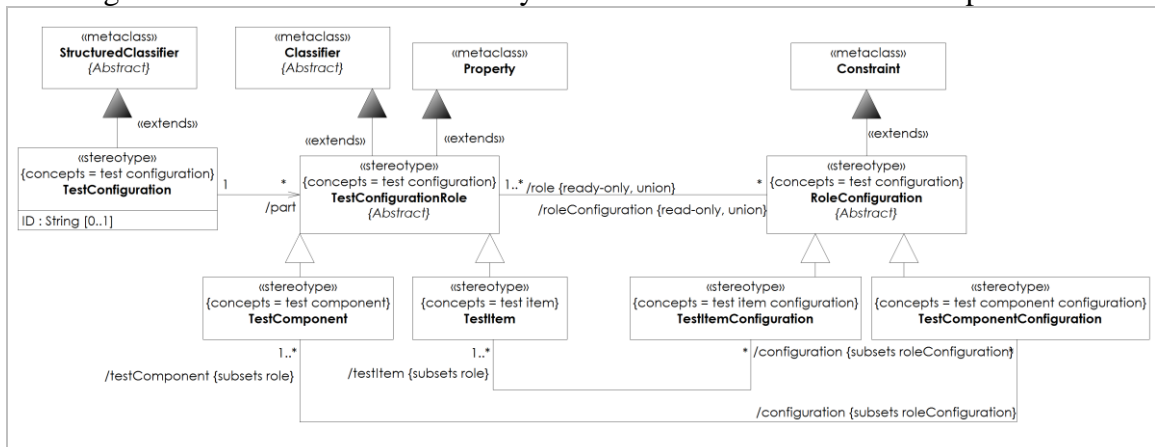 «metaclass»
StructuredClassifier
{Abstract}
«metaclass»
Classifier
{Abstract}
«metaclass»
Property
«metaclass»
Constraint
«extends»
«extends»
«extends»
«extends»
«stereotype»
{concepts = test configuration}
TestConfiguration
ID : String [0..1]
1
*
/part
«stereotype»
{concepts = test configuration}
TestConfigurationRole
{Abstract}
1..*
/role {ready-only, union}
*
/roleConfiguration {read-only, union}
«stereotype»
{concepts = test configuration}
RoleConfiguration
{Abstract}
«stereotype»
{concepts = test component}
TestComponent
«stereotype»
{concepts = test item}
TestItem
«stereotype»
{concepts = test item configuration}
TestItemConfiguration
«stereotype»
{concepts = test component configuration}
TestComponentConfiguration
1..*
/testComponent {subsets role}
1..*
/testItem {subsets role}
*
/configuration {subsets roleConfiguration}
*
/configuration {subsets roleConfiguration}